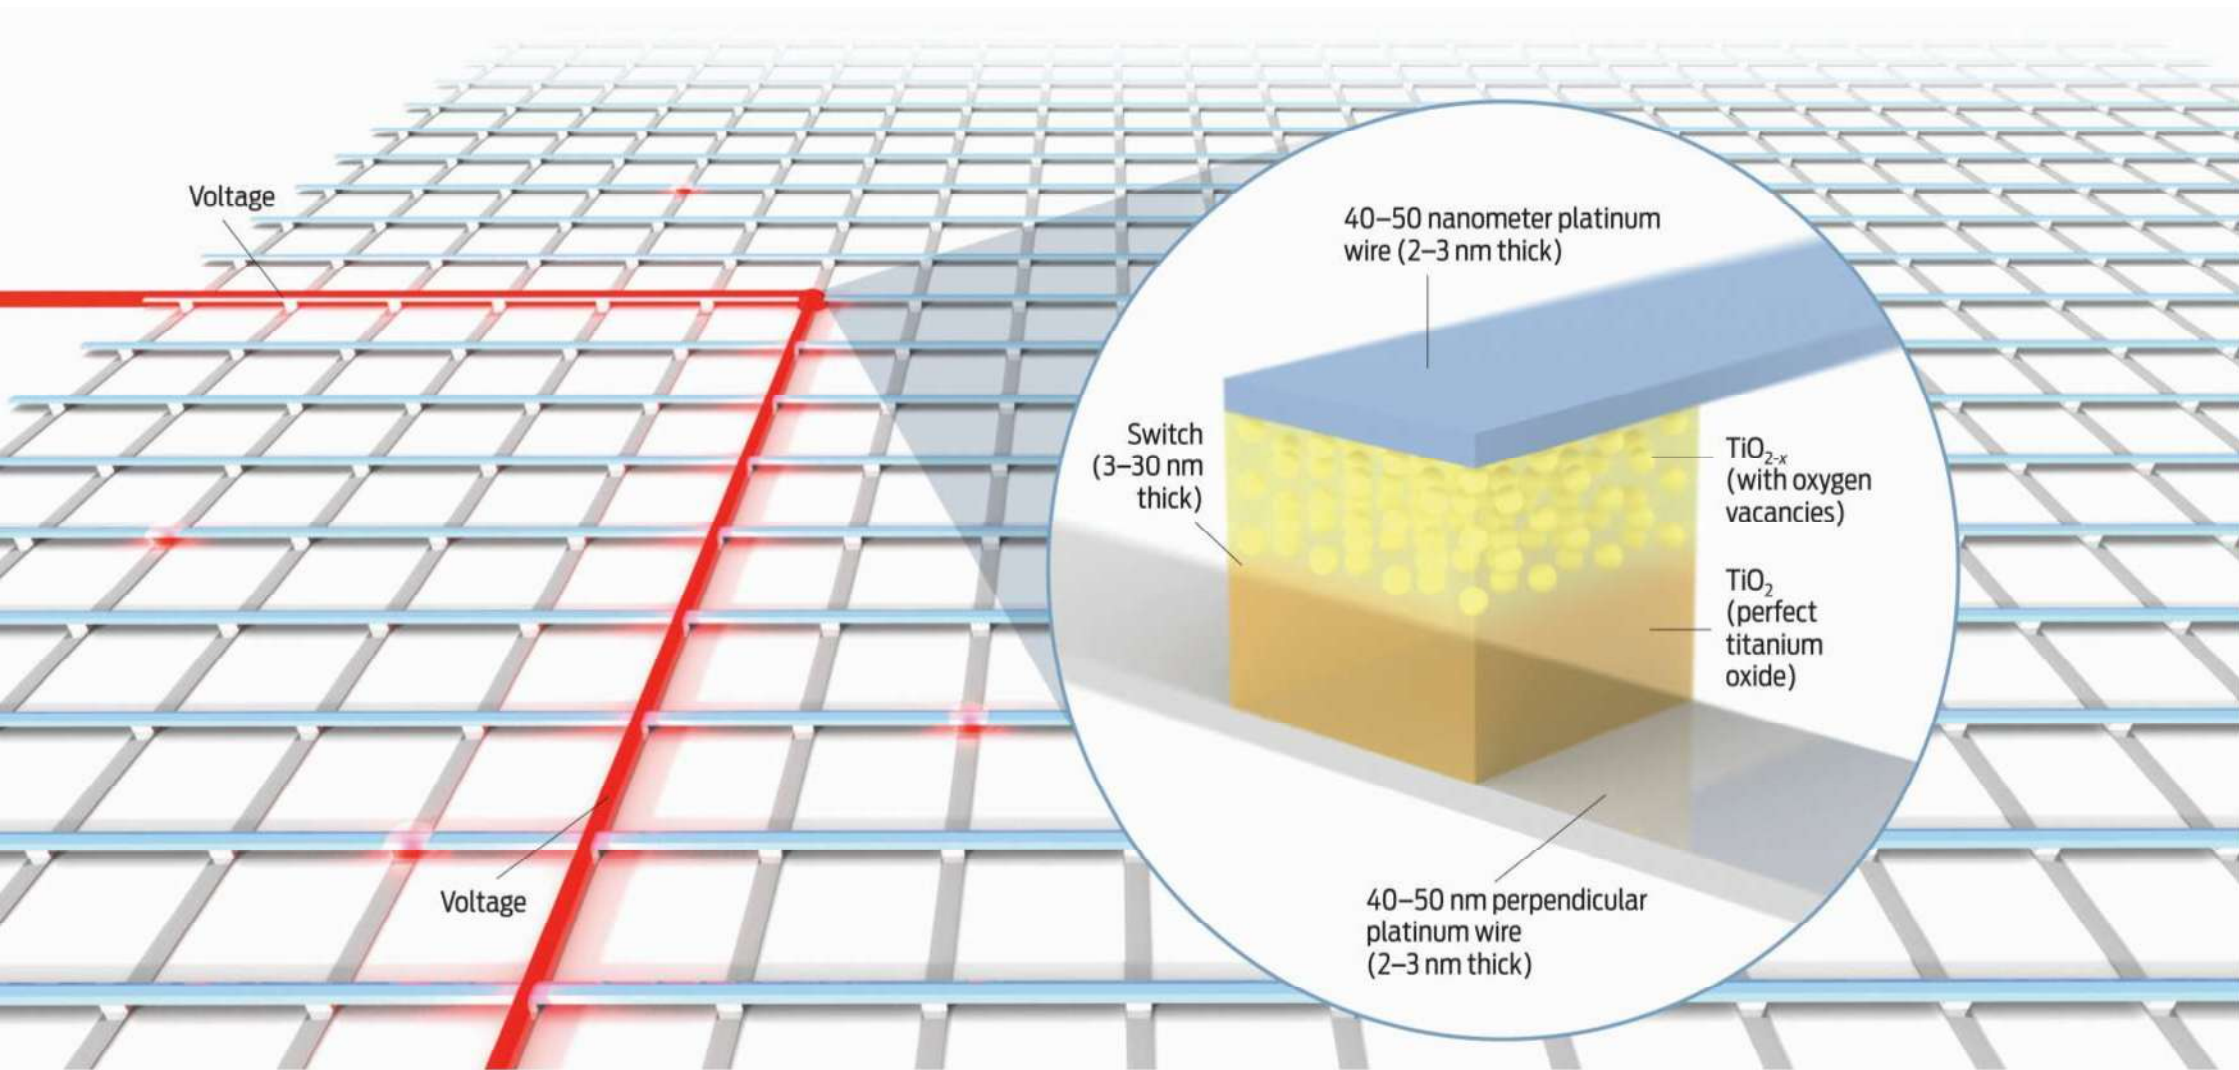 Voltage
40–50 nanometer platinum
wire (2–3 nm thick)
Switch
(3–30 nm
thick)
TiO2-x
(with oxygen
vacancies)
TiO2
(perfect
titanium
oxide)
Voltage
40–50 nm perpendicular
platinum wire
(2–3 nm thick)